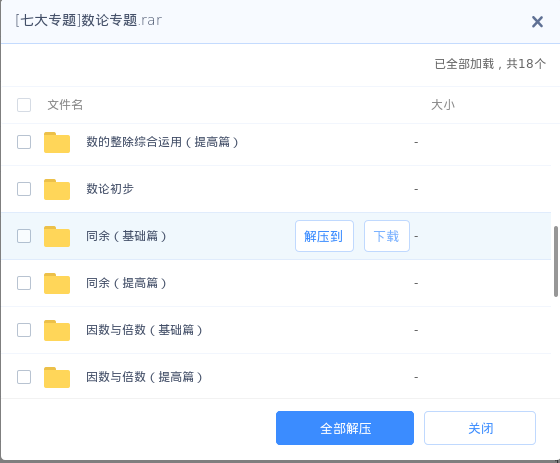 [七大专题]数论专题.rar
已全部加载，共18个
文件名 大小
数的整除综合运用（提高篇） -
数论初步 -
同余（基础篇） 解压到 下载 -
同余（提高篇） -
因数与倍数（基础篇） -
因数与倍数（提高篇） -
全部解压 关闭